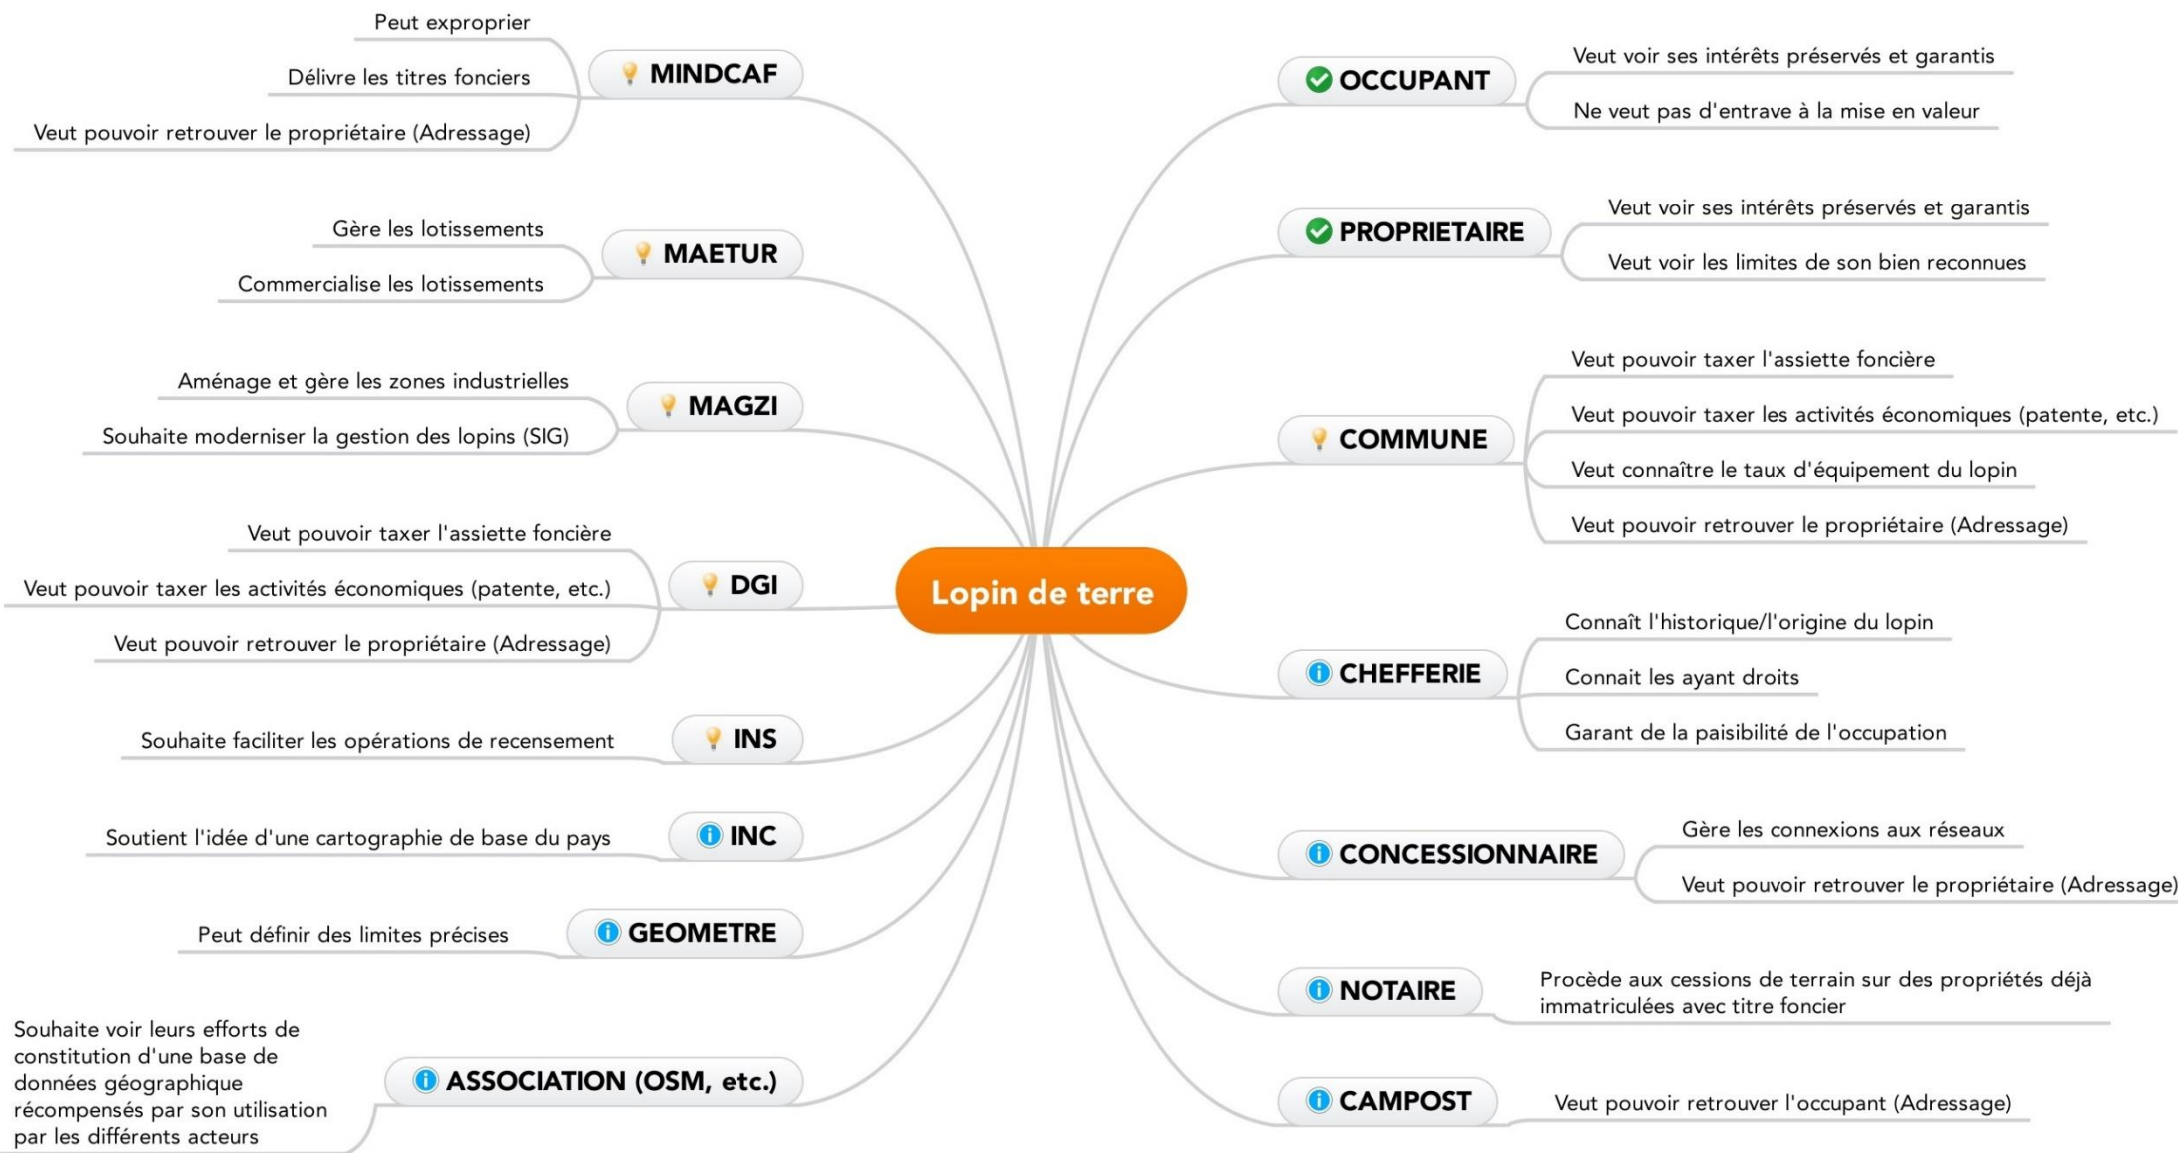 Lopin de terre
MINDCAF
Peut exproprier
Délivre les titres fonciers
Veut pouvoir retrouver le propriétaire (Adressage)
MAETUR
Gère les lotissements
Commercialise les lotissements
MAGZI
Aménage et gère les zones industrielles
Souhaite moderniser la gestion des lopins (SIG)
DGI
Veut pouvoir taxer l'assiette foncière
Veut pouvoir taxer les activités économiques (patente, etc.)
Veut pouvoir retrouver le propriétaire (Adressage)
INS
Souhaite faciliter les opérations de recensement
INC
Soutient l'idée d'une cartographie de base du pays
GEOMETRE
Peut définir des limites précises
ASSOCIATION (OSM, etc.)
Souhaite voir leurs efforts de
constitution d'une base de
données géographique
récompensés par son utilisation
par les différents acteurs
OCCUPANT
Veut voir ses intérêts préservés et garantis
Ne veut pas d'entrave à la mise en valeur
PROPRIETAIRE
Veut voir ses intérêts préservés et garantis
Veut voir les limites de son bien reconnues
COMMUNE
Veut pouvoir taxer l'assiette foncière
Veut pouvoir taxer les activités économiques (patente, etc.)
Veut connaître le taux d'équipement du lopin
Veut pouvoir retrouver le propriétaire (Adressage)
CHEFFERIE
Connaît l'historique/l'origine du lopin
Connait les ayant droits
Garant de la paisibilité de l'occupation
CONCESSIONNAIRE
Gère les connexions aux réseaux
Veut pouvoir retrouver le propriétaire (Adressage)
NOTAIRE
Procède aux cessions de terrain sur des propriétés déjà
immatriculées avec titre foncier
CAMPOST
Veut pouvoir retrouver l'occupant (Adressage)